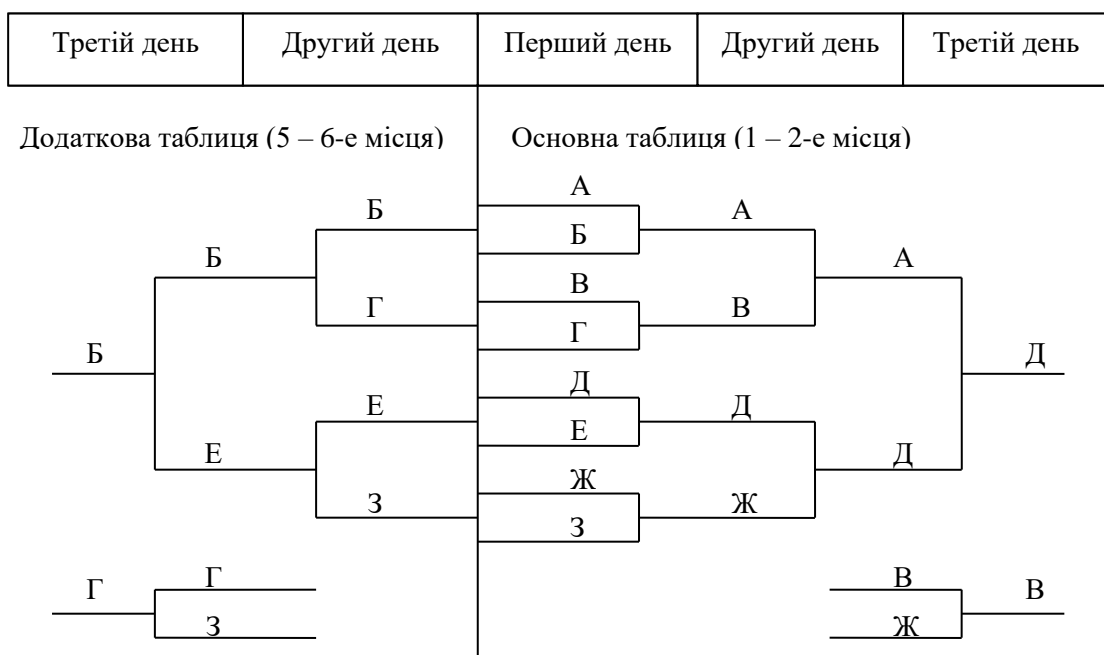 Третій день Другий день Перший день Другий день Третій день
Додаткова таблиця (5 – 6-е місця) Основна таблиця (1 – 2-е місця)
А
Б А
Б
Б А
В
Г В
Г
Б Д
Д
Е Д
Е
Е Д
Ж
З Ж
З
Г В
Г В
З Ж